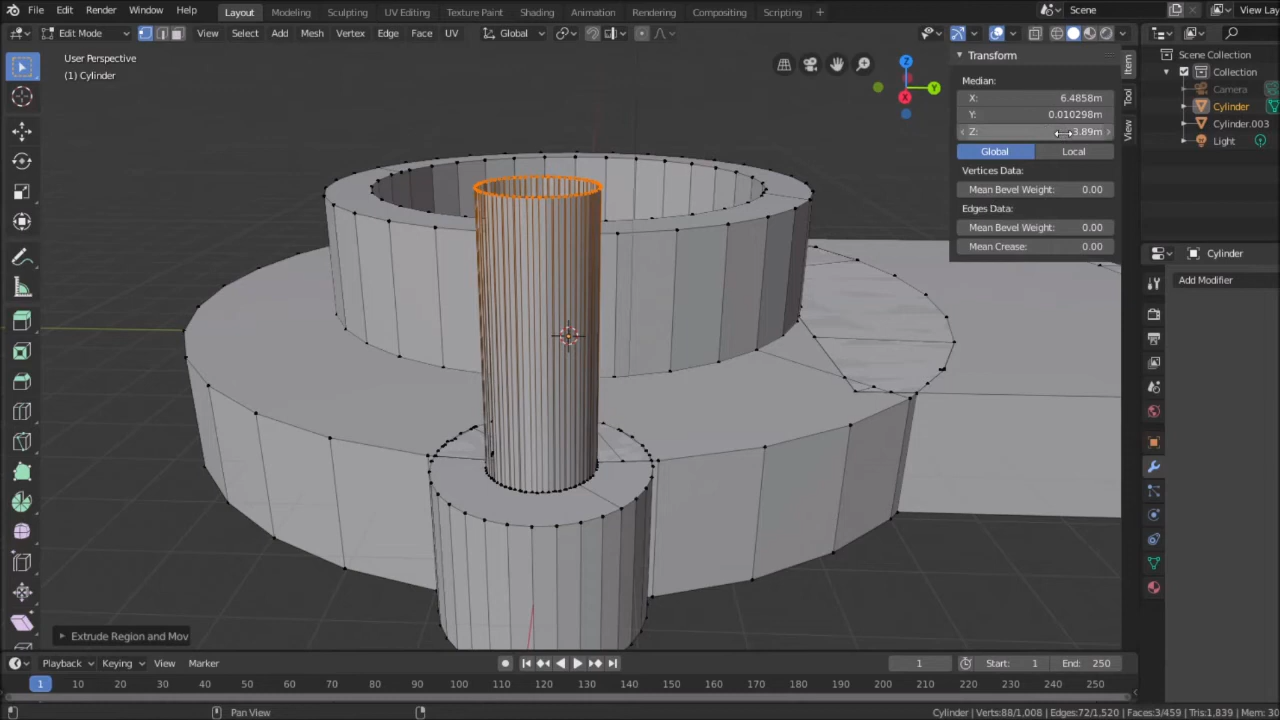 File Edit Render Window Help Layout Modeling Sculpting UV Editing Texture Paint Shading Animation Rendering Compositing Scripting + Scene View Lay
Edit Mode View Select Add Mesh Vertex Edge Face UV Global
User Perspective
(1) Cylinder
Z
Y
X
Transform
Median:
X: 6.4858m
Y: 0.010298m
Z: 3.89m
Global Local
Vertices Data:
Mean Bevel Weight: 0.00
Edges Data:
Mean Bevel Weight: 0.00
Mean Crease: 0.00
Item
Tool
View
Scene Collection
Collection
Camera
Cylinder
Cylinder.003
Light
Cylinder
Add Modifier
Extrude Region and Mov
Playback Keying View Marker 1 Start: 1 End: 250
1 10 20 30 40 50 60 70 80 90 100 110 120 130 140 150 160 170 180 190 200 210 220 230 240 250
Pan View Cylinder | Verts:88/1,008 | Edges:72/1,520 | Faces:3/459 | Tris:1,839 | Mem: 30